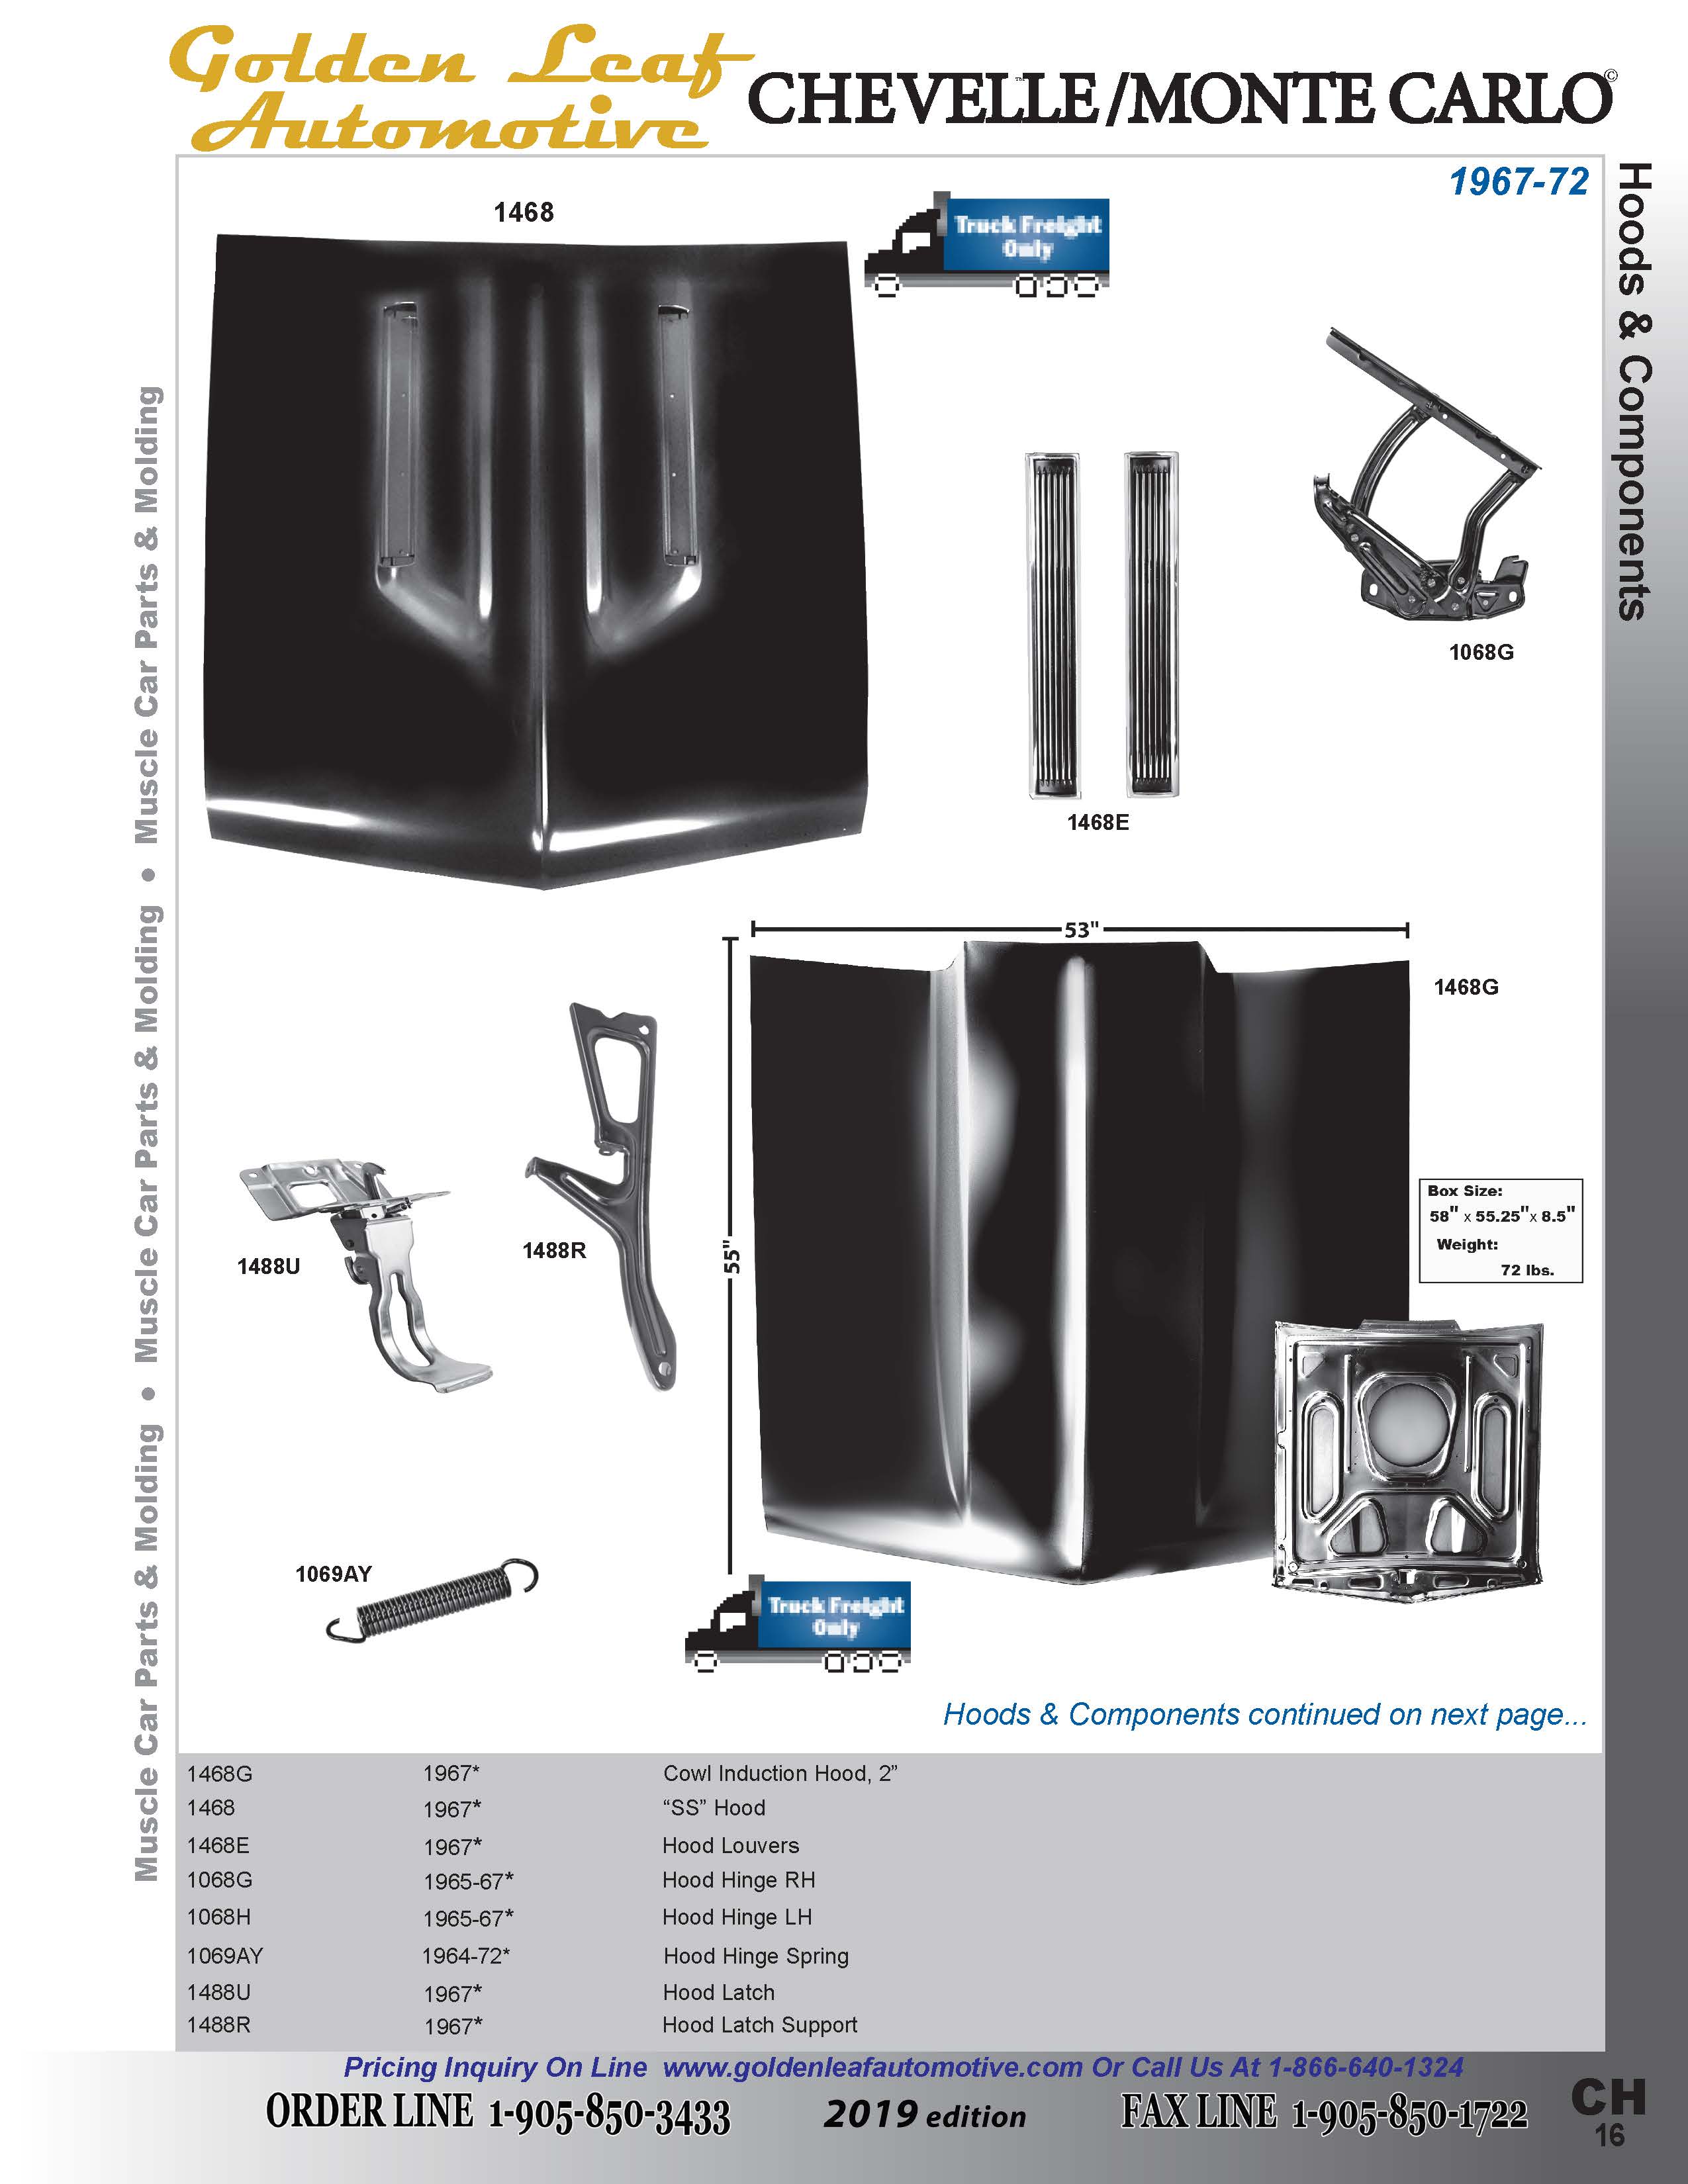 Golden Leaf
Automotive
CHEVELLE™/MONTE CARLO©
1967-72
Hoods & Components
Muscle Car Parts & Molding • Muscle Car Parts & Molding • Muscle Car Parts & Molding
1468
Truck Freight
Only
1068G
1468E
53"
1468G
55"
Box Size:
58" x 55.25" x 8.5"
Weight:
72 lbs.
1488R
1488U
1069AY
Truck Freight
Only
Hoods & Components continued on next page...
1468G 1967* Cowl Induction Hood, 2”
1468 1967* “SS” Hood
1468E 1967* Hood Louvers
1068G 1965-67* Hood Hinge RH
1068H 1965-67* Hood Hinge LH
1069AY 1964-72* Hood Hinge Spring
1488U 1967* Hood Latch
1488R 1967* Hood Latch Support
Pricing Inquiry On Line www.goldenleafautomotive.com Or Call Us At 1-866-640-1324
ORDER LINE 1-905-850-3433 2019 edition FAX LINE 1-905-850-1722
CH
16